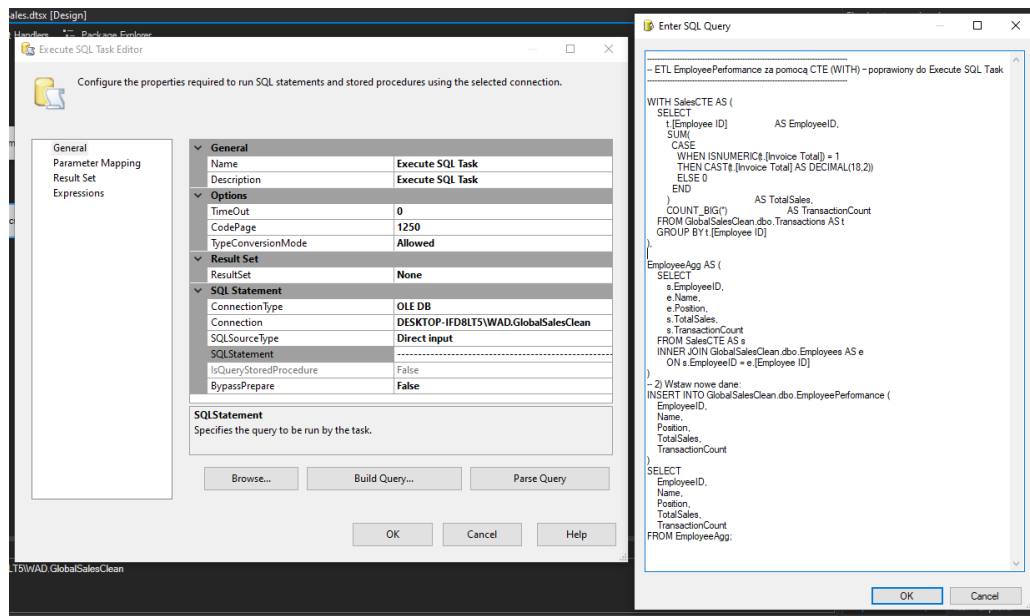 ales.dtsx [Design]
Handlers Package Explorer
Execute SQL Task Editor
Configure the properties required to run SQL statements and stored procedures using the selected connection.
General
Parameter Mapping
Result Set
Expressions
General
Name Execute SQL Task
Description Execute SQL Task
Options
TimeOut 0
CodePage 1250
TypeConversionMode Allowed
Result Set
ResultSet None
SQL Statement
ConnectionType OLE DB
Connection DESKTOP-IFD8LT5\WAD.GlobalSalesClean
SQLSourceType Direct input
SQLStatement --------------------------------------------------
IsQueryStoredProcedure False
BypassPrepare False
SQLStatement
Specifies the query to be run by the task.
Browse... Build Query... Parse Query
OK Cancel Help
LT5\WAD.GlobalSalesClean
Enter SQL Query
--------------------------------------------------
-- ETL EmployeePerformance za pomocą CTE (WITH) – poprawiony do Execute SQL Task
--------------------------------------------------
WITH SalesCTE AS (
SELECT
t.[Employee ID] AS EmployeeID,
SUM(
CASE
WHEN ISNUMERIC(t.[Invoice Total]) = 1
THEN CAST(t.[Invoice Total] AS DECIMAL(18,2))
ELSE 0
END
) AS TotalSales,
COUNT_BIG(*) AS TransactionCount
FROM GlobalSalesClean.dbo.Transactions AS t
GROUP BY t.[Employee ID]
),
EmployeeAgg AS (
SELECT
s.EmployeeID,
e.Name,
e.Position,
s.TotalSales,
s.TransactionCount
FROM SalesCTE AS s
INNER JOIN GlobalSalesClean.dbo.Employees AS e
ON s.EmployeeID = e.[Employee ID]
)
-- 2) Wstaw nowe dane:
INSERT INTO GlobalSalesClean.dbo.EmployeePerfomance (
EmployeeID,
Name,
Position,
TotalSales,
TransactionCount
)
SELECT
EmployeeID,
Name,
Position,
TotalSales,
TransactionCount
FROM EmployeeAgg;
OK Cancel